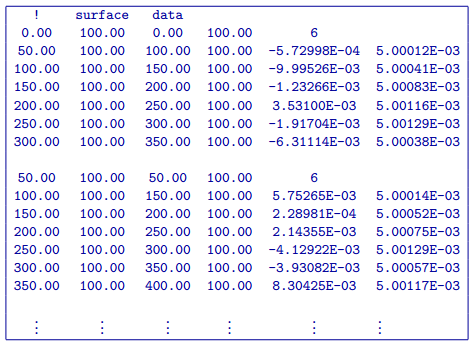 ! surface data
0.00 100.00 0.00 100.00 6
50.00 100.00 100.00 100.00 -5.72998E-04 5.00012E-03
100.00 100.00 150.00 100.00 -9.99526E-03 5.00041E-03
150.00 100.00 200.00 100.00 -1.23266E-03 5.00083E-03
200.00 100.00 250.00 100.00 3.53100E-03 5.00116E-03
250.00 100.00 300.00 100.00 -1.91704E-03 5.00129E-03
300.00 100.00 350.00 100.00 -6.31114E-03 5.00038E-03
50.00 100.00 50.00 100.00 6
100.00 100.00 150.00 100.00 5.75265E-03 5.00014E-03
150.00 100.00 200.00 100.00 2.28981E-04 5.00052E-03
200.00 100.00 250.00 100.00 2.14355E-03 5.00075E-03
250.00 100.00 300.00 100.00 -4.12922E-03 5.00129E-03
300.00 100.00 350.00 100.00 -3.93082E-03 5.00057E-03
350.00 100.00 400.00 100.00 8.30425E-03 5.00117E-03
⋮ ⋮ ⋮ ⋮ ⋮ ⋮